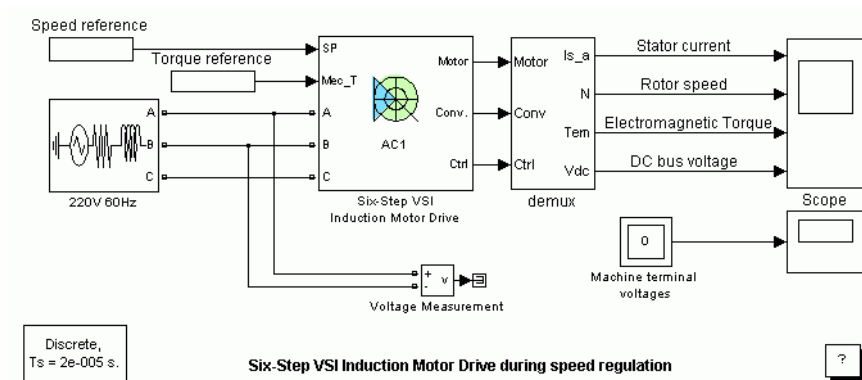 Speed reference
Torque reference
SP
Mec_T
A
B
C
Motor
Conv.
Ctrl
AC1
Six-Step VSI
Induction Motor Drive
A
B
C
220V 60Hz
Motor
Conv
Ctrl
Is_a
N
Tem
Vdc
demux
Stator current
Rotor speed
Electromagnetic Torque
DC bus voltage
Scope
0
Machine terminal
voltages
+
-
v
Voltage Measurement
Discrete,
Ts = 2e-005 s.
Six-Step VSI Induction Motor Drive during speed regulation
?